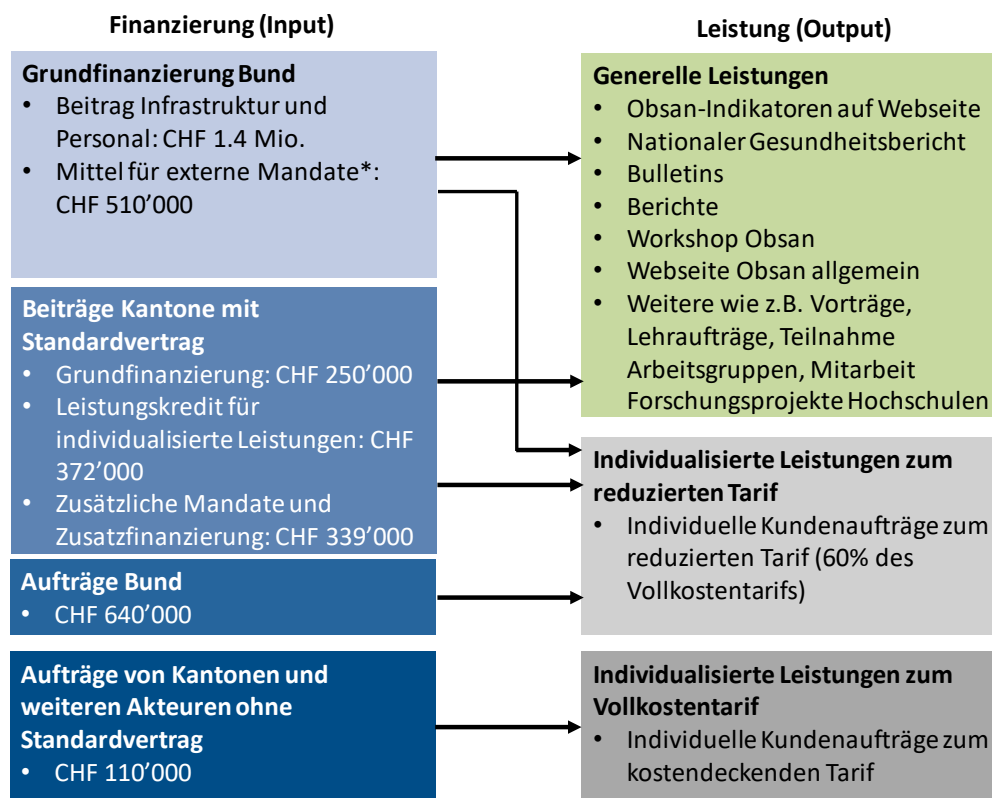 Finanzierung (Input)
Grundfinanzierung Bund
• Beitrag Infrastruktur und
Personal: CHF 1.4 Mio.
• Mittel für externe Mandate*:
CHF 510’000
Beiträge Kantone mit
Standardvertrag
• Grundfinanzierung: CHF 250’000
• Leistungskredit für
individualisierte Leistungen: CHF
372’000
• Zusätzliche Mandate und
Zusatzfinanzierung: CHF 339’000
Aufträge Bund
• CHF 640’000
Aufträge von Kantonen und
weiteren Akteuren ohne
Standardvertrag
• CHF 110’000
Leistung (Output)
Generelle Leistungen
• Obsan-Indikatoren auf Webseite
• Nationaler Gesundheitsbericht
• Bulletins
• Berichte
• Workshop Obsan
• Webseite Obsan allgemein
• Weitere wie z.B. Vorträge,
Lehraufträge, Teilnahme
Arbeitsgruppen, Mitarbeit
Forschungsprojekte Hochschulen
Individualisierte Leistungen zum
reduzierten Tarif
• Individuelle Kundenaufträge zum
reduzierten Tarif (60% des
Vollkostentarifs)
Individualisierte Leistungen zum
Vollkostentarif
• Individuelle Kundenaufträge zum
kostendeckenden Tarif